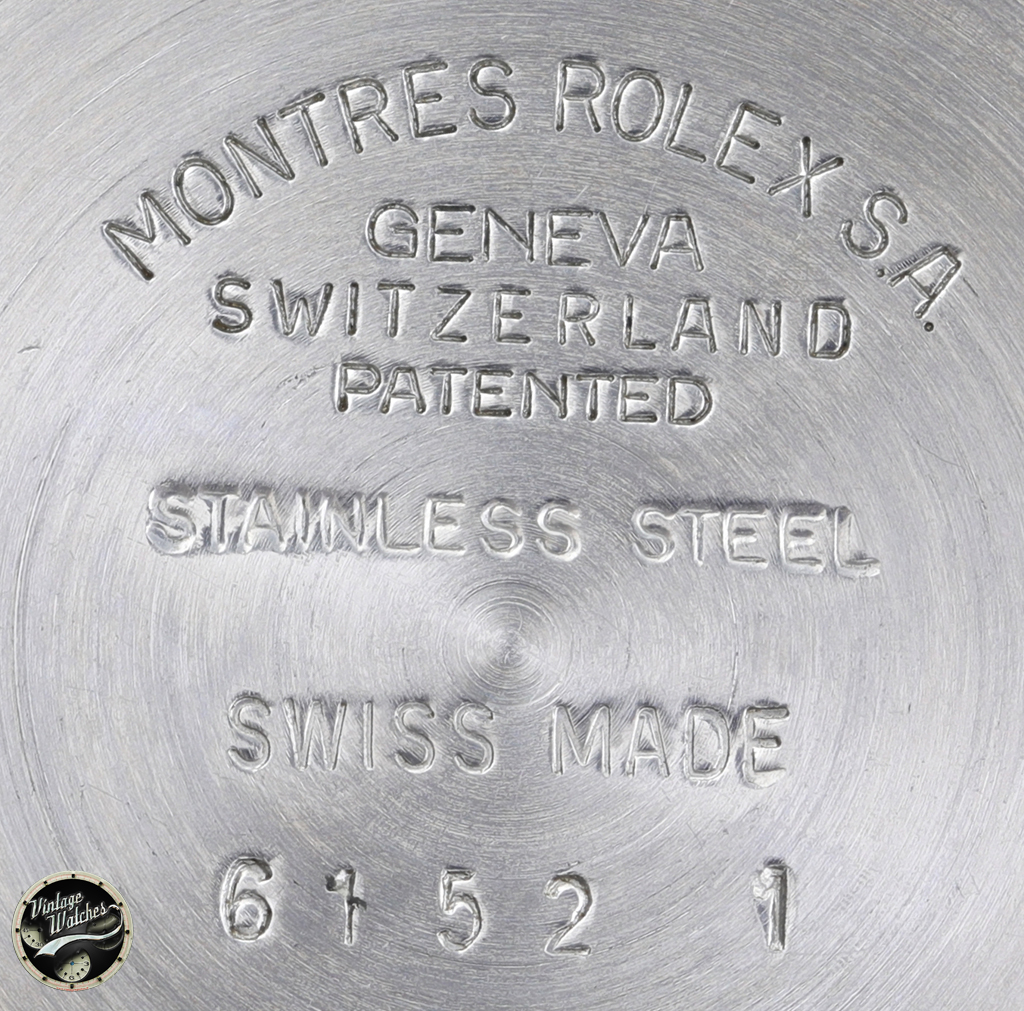 MONTRES ROLEX S.A.
GENEVA
SWITZERLAND
PATENTED
STAINLESS STEEL
SWISS MADE
6 1 5 2 1
Vintage
Watches